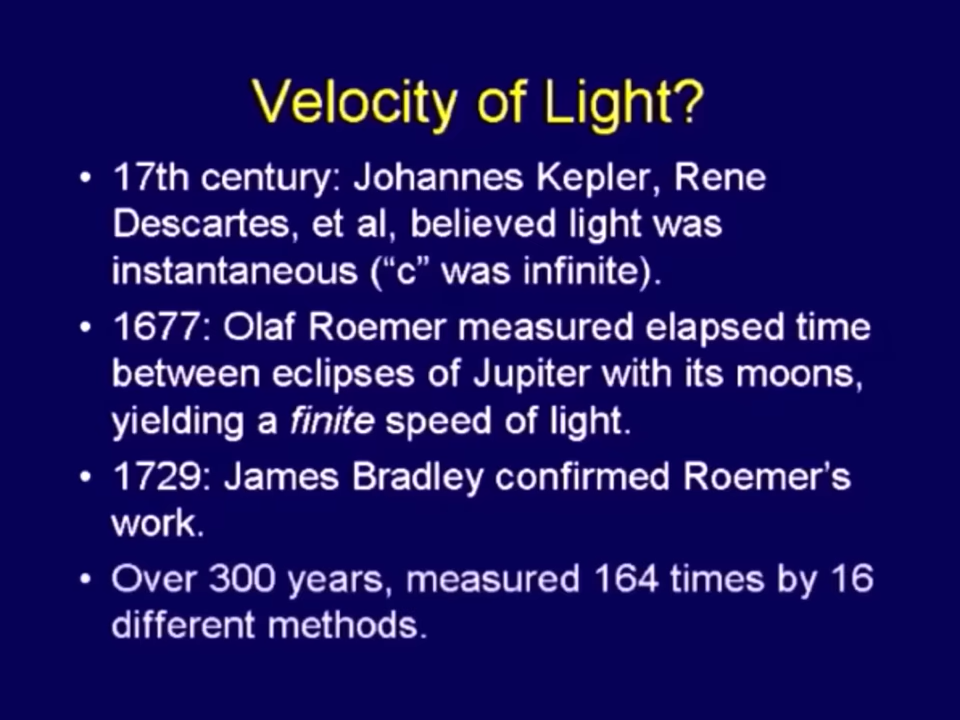 Velocity of Light?
• 17th century: Johannes Kepler, Rene
Descartes, et al, believed light was
instantaneous (“c” was infinite).
• 1677: Olaf Roemer measured elapsed time
between eclipses of Jupiter with its moons,
yielding a finite speed of light.
• 1729: James Bradley confirmed Roemer’s
work.
• Over 300 years, measured 164 times by 16
different methods.